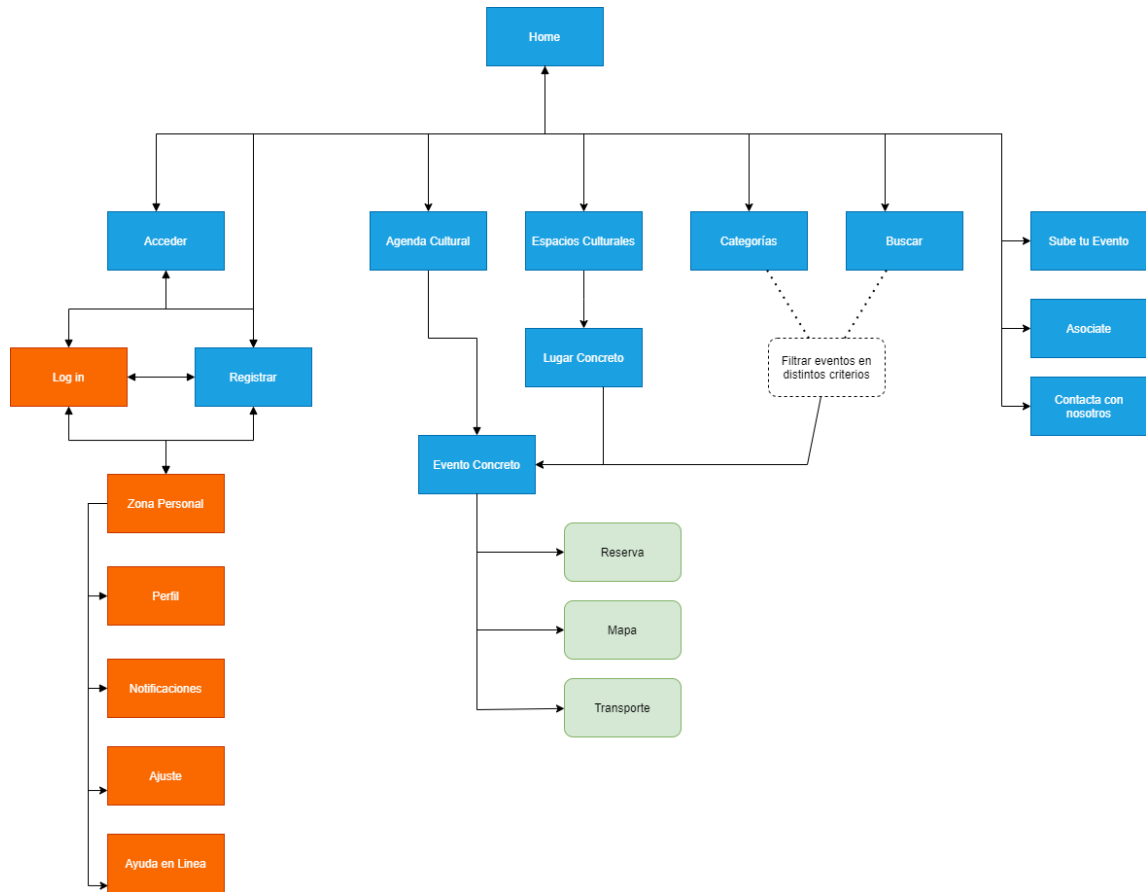 Home
Acceder
Agenda Cultural
Espacios Culturales
Categorías
Buscar
Sube tu Evento
Asociate
Contacta con
nosotros
Log in
Registrar
Lugar Concreto
Filtrar eventos en
distintos criterios
Evento Concreto
Zona Personal
Perfil
Notificaciones
Ajuste
Ayuda en Linea
Reserva
Mapa
Transporte